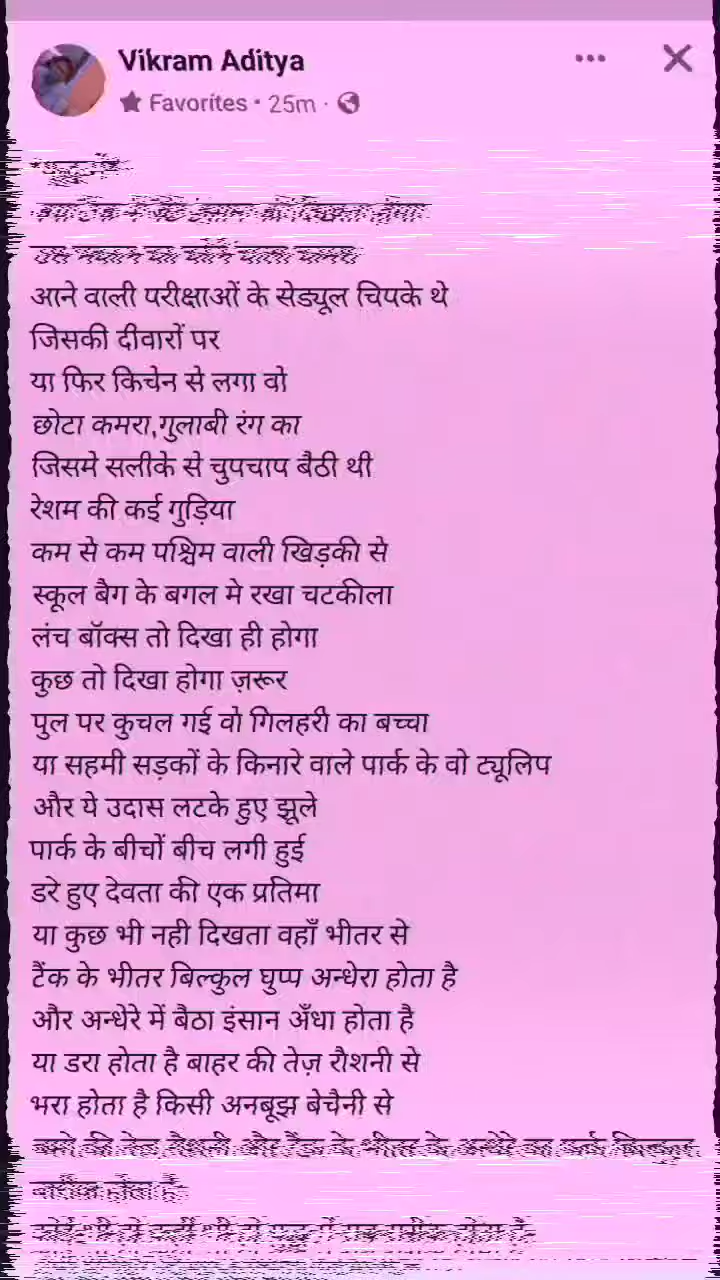 Vikram Aditya
Favorites • 25m ·
आने वाली परीक्षाओं के सेड्यूल चिपके थे
जिसकी दीवारों पर
या फिर किचेन से लगा वो
छोटा कमरा,गुलाबी रंग का
जिसमे सलीके से चुपचाप बैठी थी
रेशम की कई गुड़िया
कम से कम पश्चिम वाली खिड़की से
स्कूल बैग के बगल मे रखा चटकीला
लंच बॉक्स तो दिखा ही होगा
कुछ तो दिखा होगा ज़रूर
पुल पर कुचल गई वो गिलहरी का बच्चा
या सहमी सड़कों के किनारे वाले पार्क के वो ट्यूलिप
और ये उदास लटके हुए झूले
पार्क के बीचों बीच लगी हुई
डरे हुए देवता की एक प्रतिमा
या कुछ भी नही दिखता वहाँ भीतर से
टैंक के भीतर बिल्कुल घुप्प अन्धेरा होता है
और अन्धेरे में बैठा इंसान अँधा होता है
या डरा होता है बाहर की तेज़ रौशनी से
भरा होता है किसी अनबूझ बेचैनी से